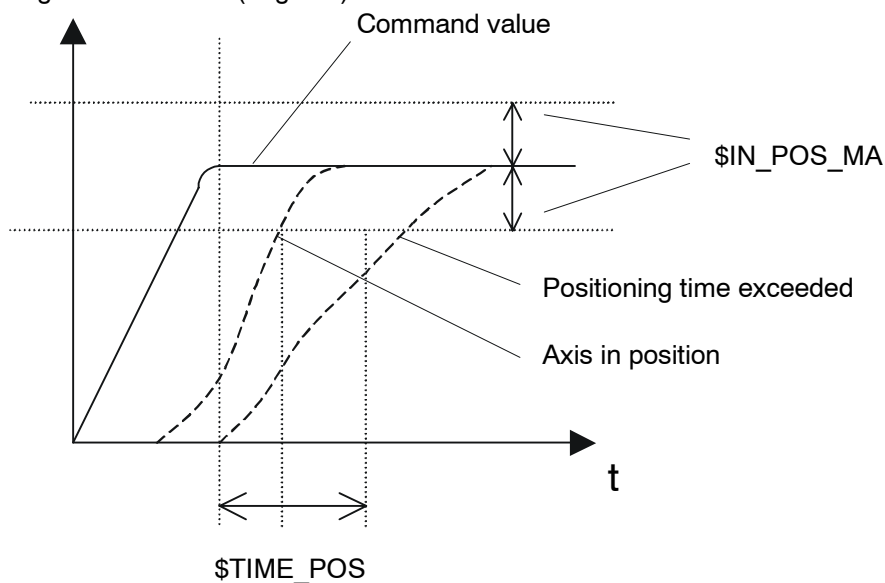 Command value
$IN_POS_MA
Positioning time exceeded
Axis in position
t
$TIME_POS